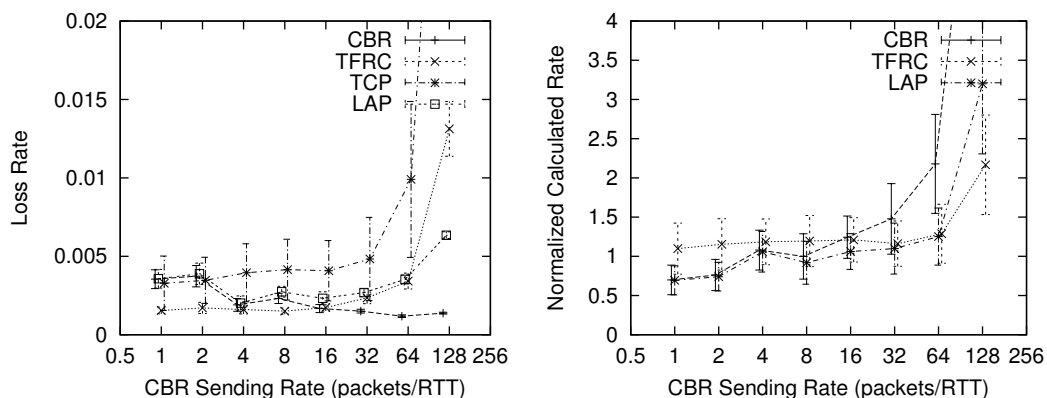 0.02
0.015
0.01
0.005
0
Loss Rate
CBR
TFRC
TCP
LAP
0.5 1 2 4 8 16 32 64 128 256
CBR Sending Rate (packets/RTT)
4
3.5
3
2.5
2
1.5
1
0.5
0
Normalized Calculated Rate
CBR
TFRC
LAP
0.5 1 2 4 8 16 32 64 128 256
CBR Sending Rate (packets/RTT)